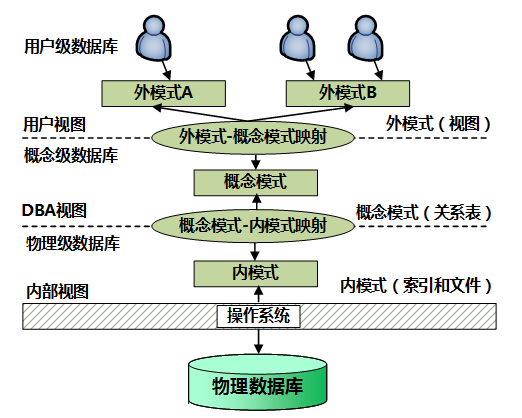 用户级数据库
外模式A
外模式B
用户视图
外模式-概念模式映射
外模式（视图）
概念级数据库
概念模式
DBA视图
概念模式-内模式映射
概念模式（关系表）
物理级数据库
内模式
内部视图
内模式（索引和文件）
操作系统
物理数据库